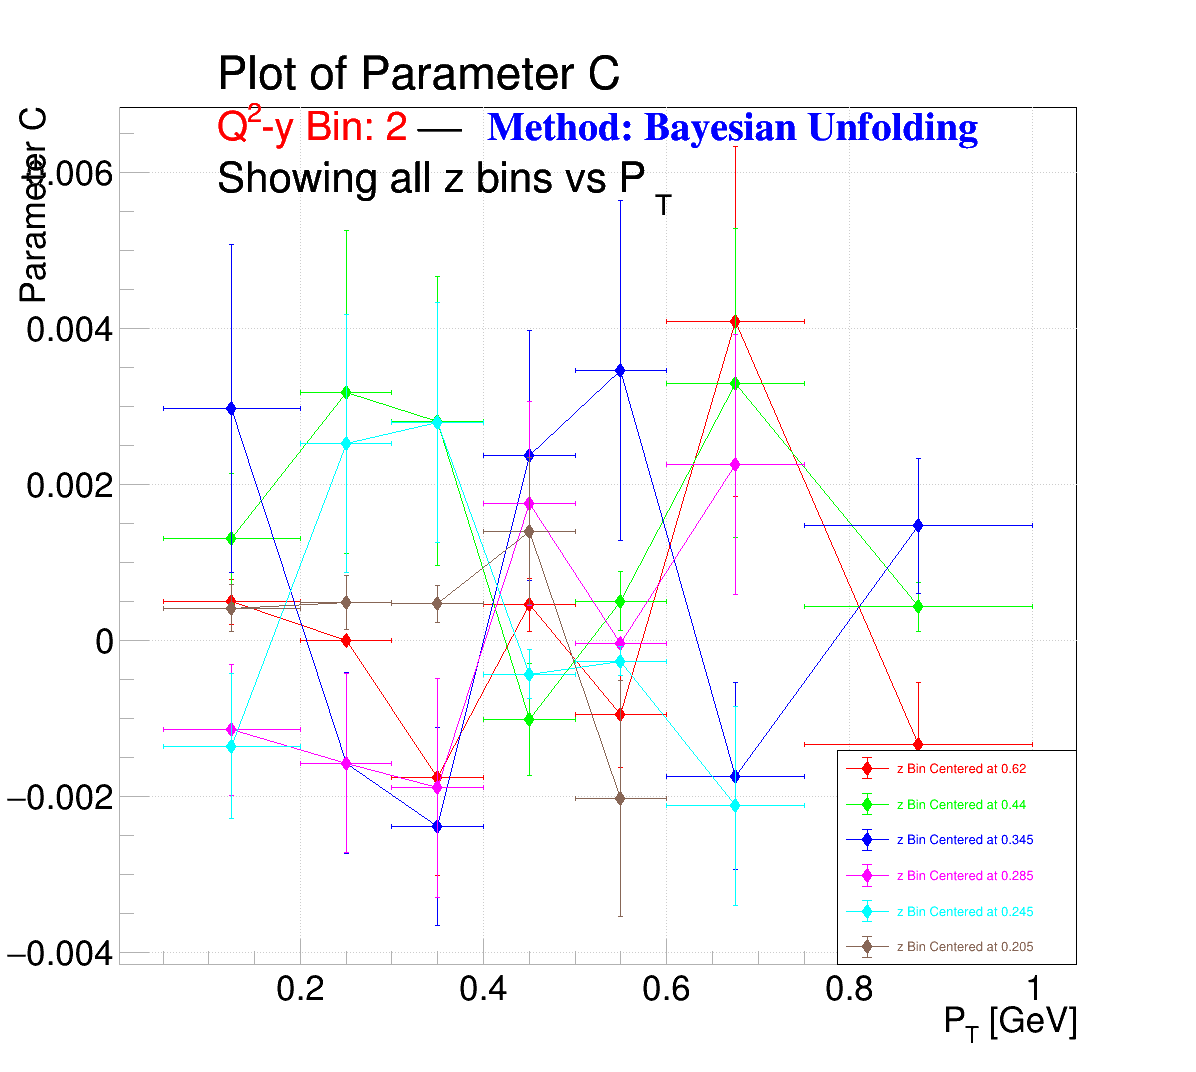 Plot of Parameter C
Q²-y Bin: 2 — Method: Bayesian Unfolding
Showing all z bins vs P_T
Parameter C
0.006
0.004
0.002
0
−0.002
−0.004
0.2 0.4 0.6 0.8 1
P_T [GeV]
z Bin Centered at 0.62
z Bin Centered at 0.44
z Bin Centered at 0.345
z Bin Centered at 0.285
z Bin Centered at 0.245
z Bin Centered at 0.205